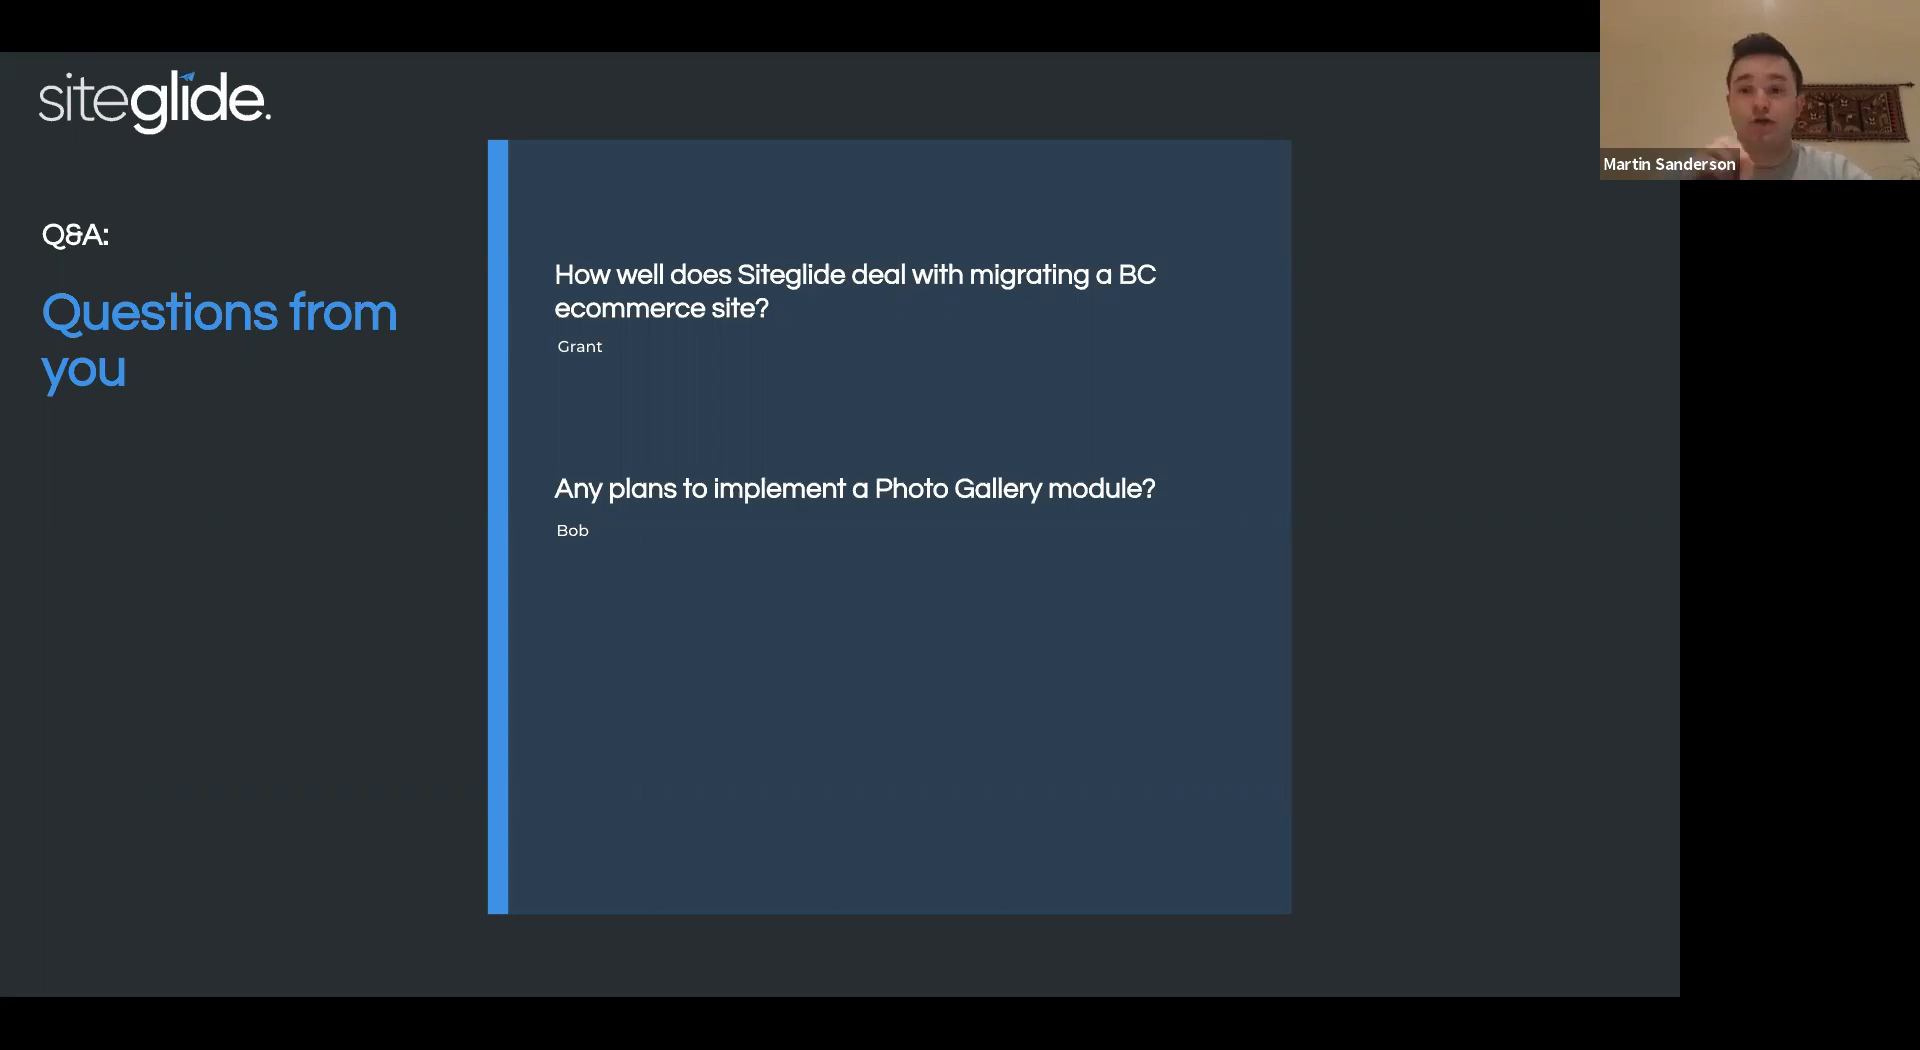 siteglide.
Q&A:
Questions from
you
How well does Siteglide deal with migrating a BC
ecommerce site?
Grant
Any plans to implement a Photo Gallery module?
Bob
Martin Sanderson